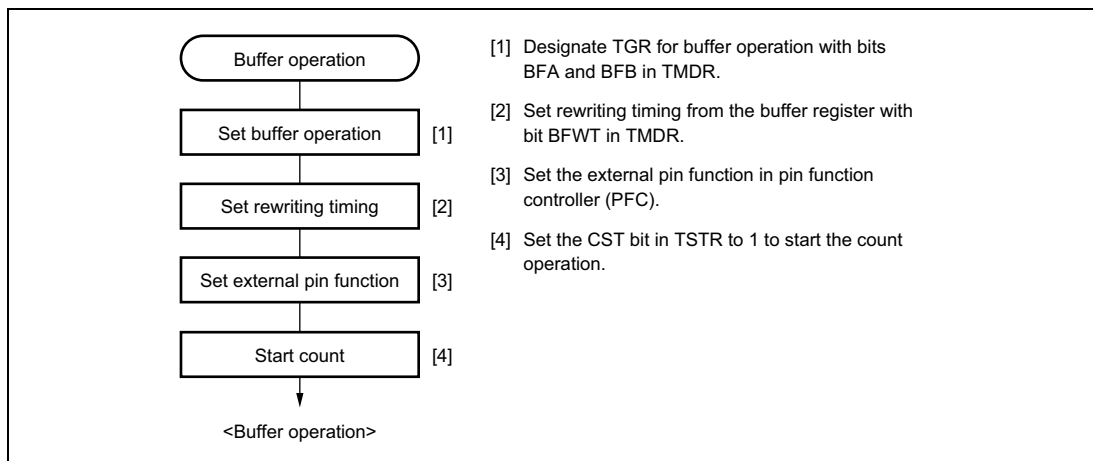 Buffer operation
Set buffer operation
[1]
Set rewriting timing
[2]
Set external pin function
[3]
Start count
[4]
<Buffer operation>
[1] Designate TGR for buffer operation with bits
BFA and BFB in TMDR.
[2] Set rewriting timing from the buffer register with
bit BFWT in TMDR.
[3] Set the external pin function in pin function
controller (PFC).
[4] Set the CST bit in TSTR to 1 to start the count
operation.